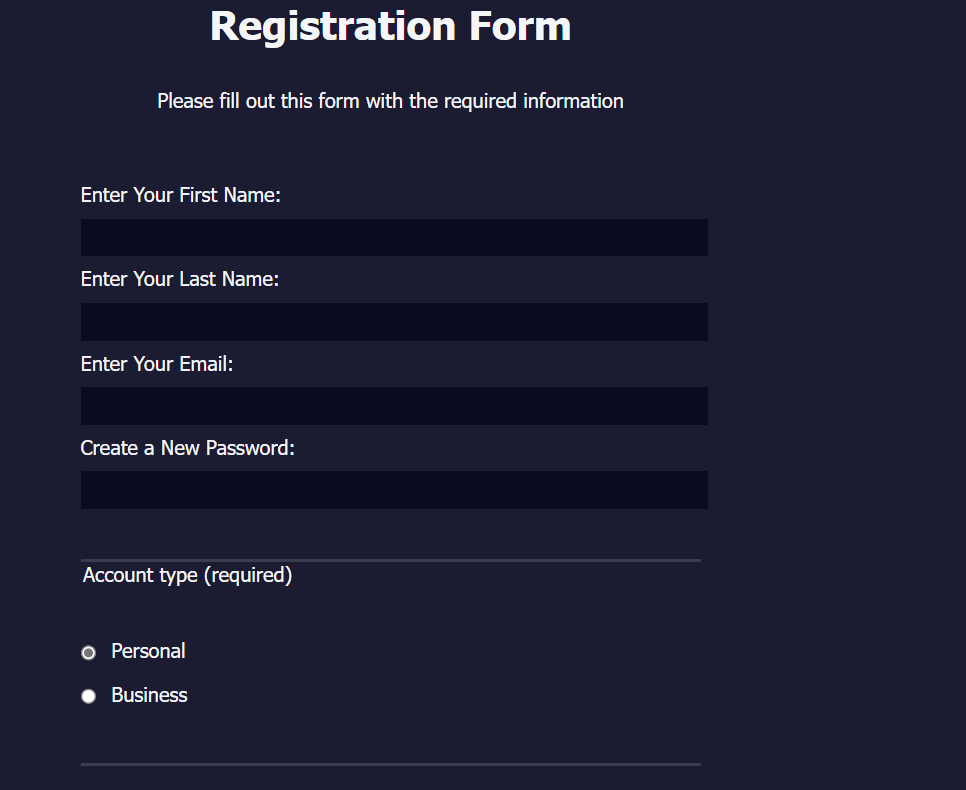 Registration Form
Please fill out this form with the required information
Enter Your First Name:
Enter Your Last Name:
Enter Your Email:
Create a New Password:
Account type (required)
Personal
Business